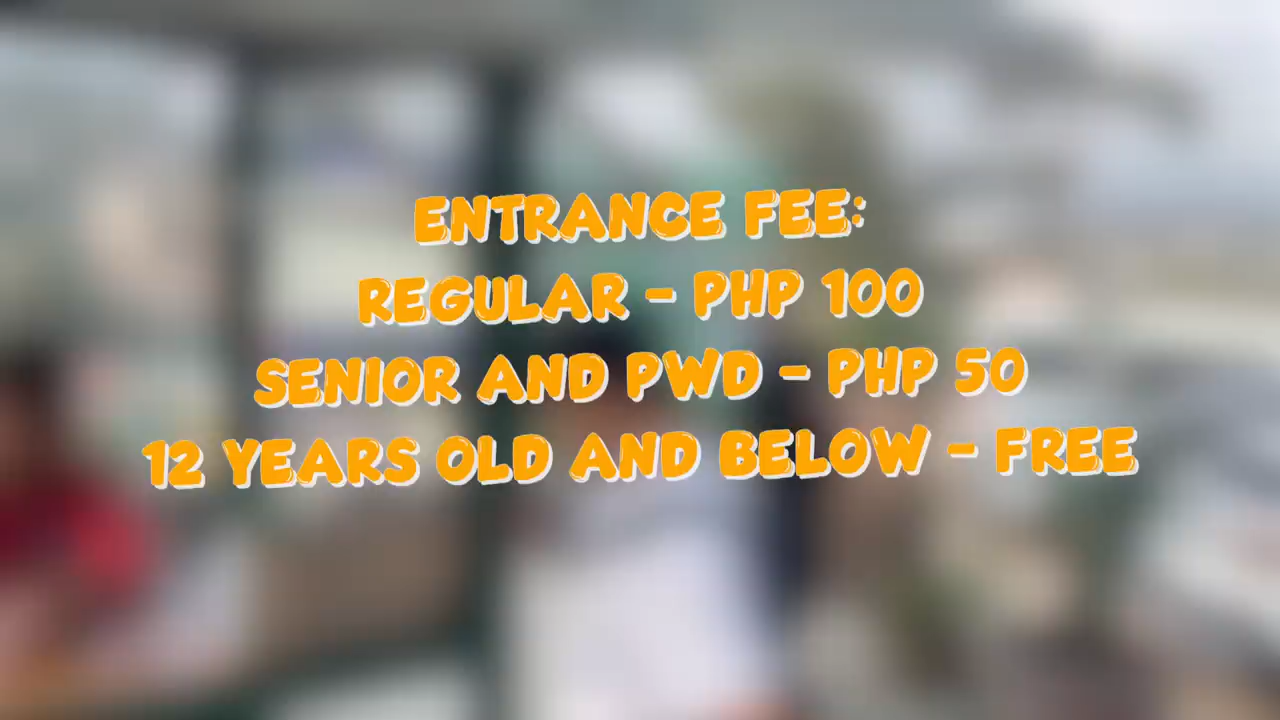 ENTRANCE FEE:
REGULAR - PHP 100
SENIOR AND PWD - PHP 50
12 YEARS OLD AND BELOW - FREE